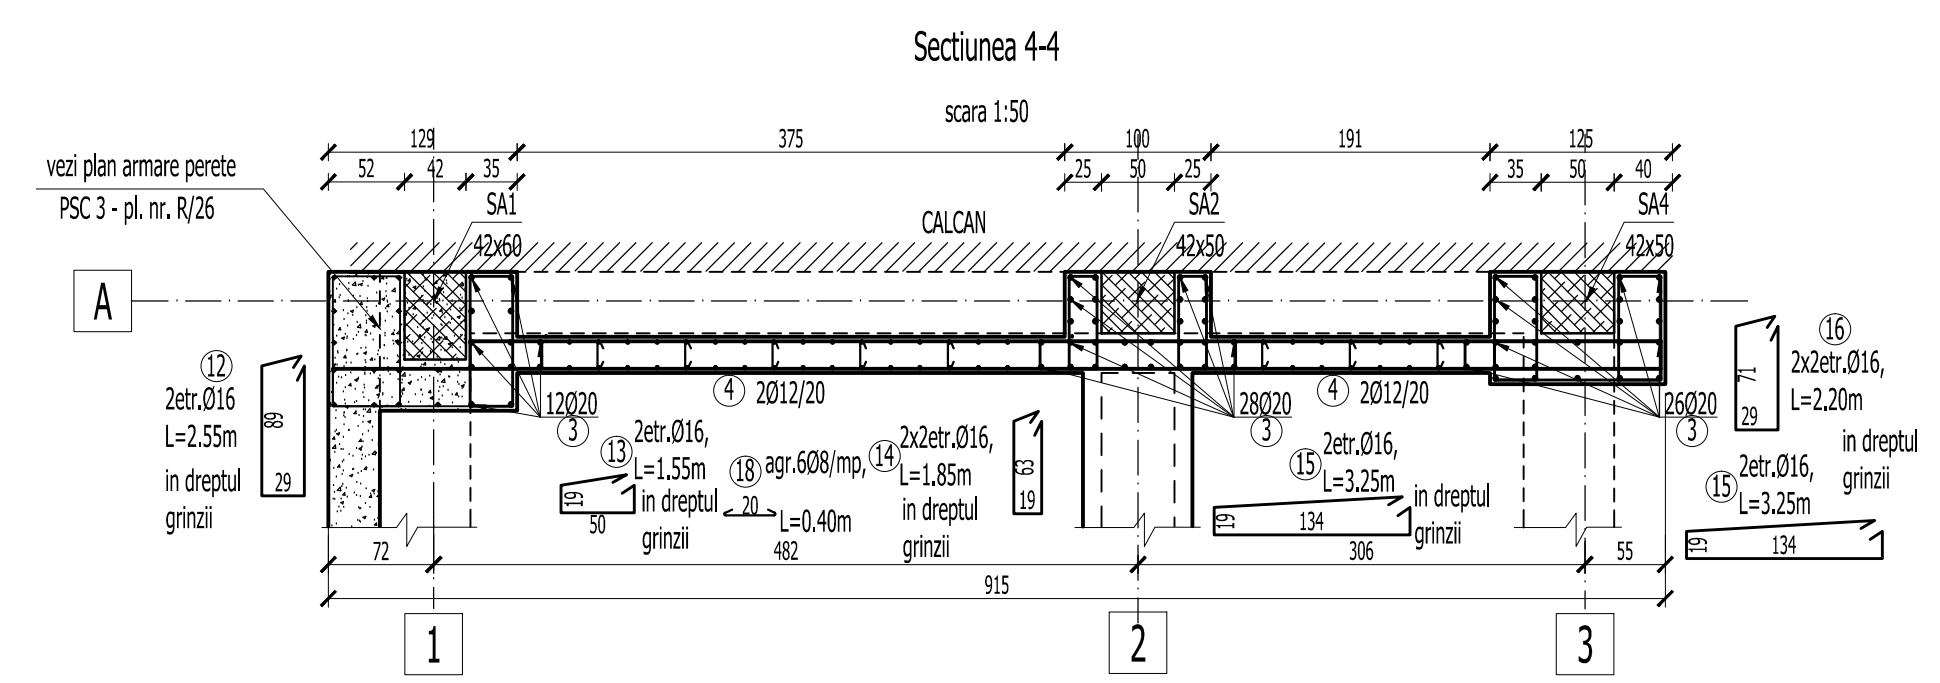 Sectiunea 4-4
scara 1:50
129 375 100 191 125
52 42 35 25 50 25 35 50 40
vezi plan armare perete
PSC 3 - pl. nr. R/26
SA1
42x60
CALCAN
SA2
42x50
SA4
42x50
A
12
2etr.Ø16
L=2.55m
in dreptul
grinzii
89
29
4 2Ø12/20
12Ø20
3
13
2etr.Ø16,
L=1.55m
in dreptul
grinzii
19
50
18 agr.6Ø8/mp,
20
L=0.40m
14
2x2etr.Ø16,
L=1.85m
in dreptul
grinzii
63
19
28Ø20
3
4 2Ø12/20
15
2etr.Ø16,
L=3.25m
in dreptul
grinzii
19
134
26Ø20
3
16
2x2etr.Ø16,
L=2.20m
in dreptul
grinzii
71
29
15
2etr.Ø16,
L=3.25m
19
134
72 482 306 55
915
1 2 3